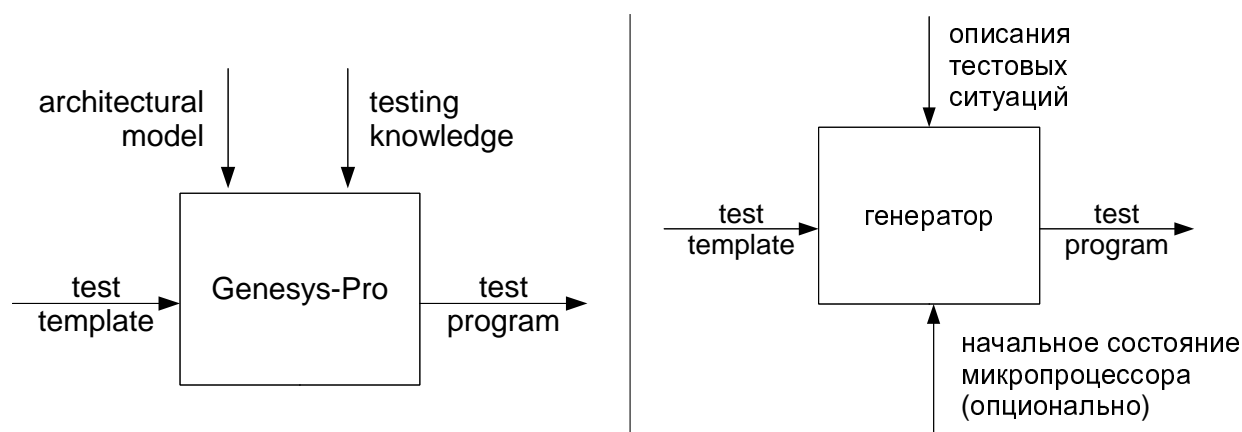 architectural
model
testing
knowledge
test
template
Genesys-Pro
test
program
описания
тестовых
ситуаций
test
template
генератор
test
program
начальное состояние
микропроцессора
(опционально)